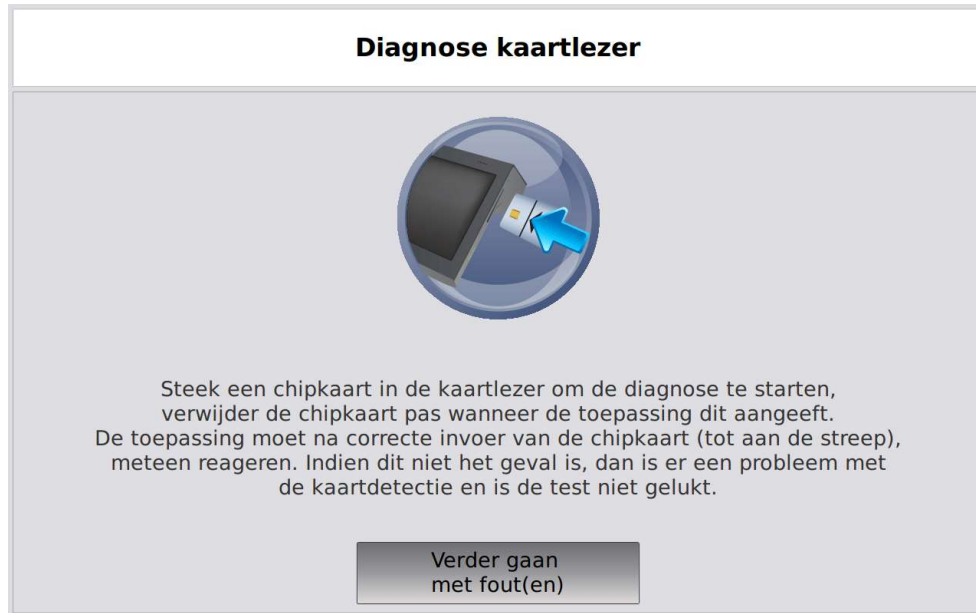 Diagnose kaartlezer
Steek een chipkaart in de kaartlezer om de diagnose te starten,
verwijder de chipkaart pas wanneer de toepassing dit aangeeft.
De toepassing moet na correcte invoer van de chipkaart (tot aan de streep),
meteen reageren. Indien dit niet het geval is, dan is er een probleem met
de kaartdetectie en is de test niet gelukt.
Verder gaan
met fout(en)